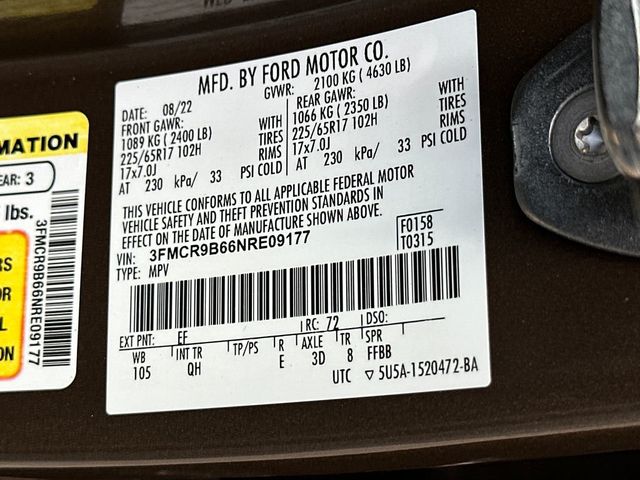 MFD. BY FORD MOTOR CO.
DATE: 08/22 GVWR: 2100 KG ( 4630 LB)
FRONT GAWR: REAR GAWR:
1089 KG ( 2400 LB) WITH 1066 KG ( 2350 LB) WITH
225/65R17 102H TIRES 225/65R17 102H TIRES
17x7.0J RIMS 17x7.0J RIMS
AT 230 kPa/ 33 PSI COLD AT 230 kPa/ 33 PSI COLD
THIS VEHICLE CONFORMS TO ALL APPLICABLE FEDERAL MOTOR
VEHICLE SAFETY AND THEFT PREVENTION STANDARDS IN
EFFECT ON THE DATE OF MANUFACTURE SHOWN ABOVE.
VIN: 3FMCR9B66NRE09177 F0158
TYPE: MPV T0315
EXT PNT: EF RC: 72 DSO:
WB INT TR TP/PS R AXLE TR SPR
105 QH E 3D 8 FFBB
UTC ▽ 5U5A-1520472-BA
MATION
EAR: 3
lbs.
3FMCR9B66NRE09177
RS
OR
L
ON